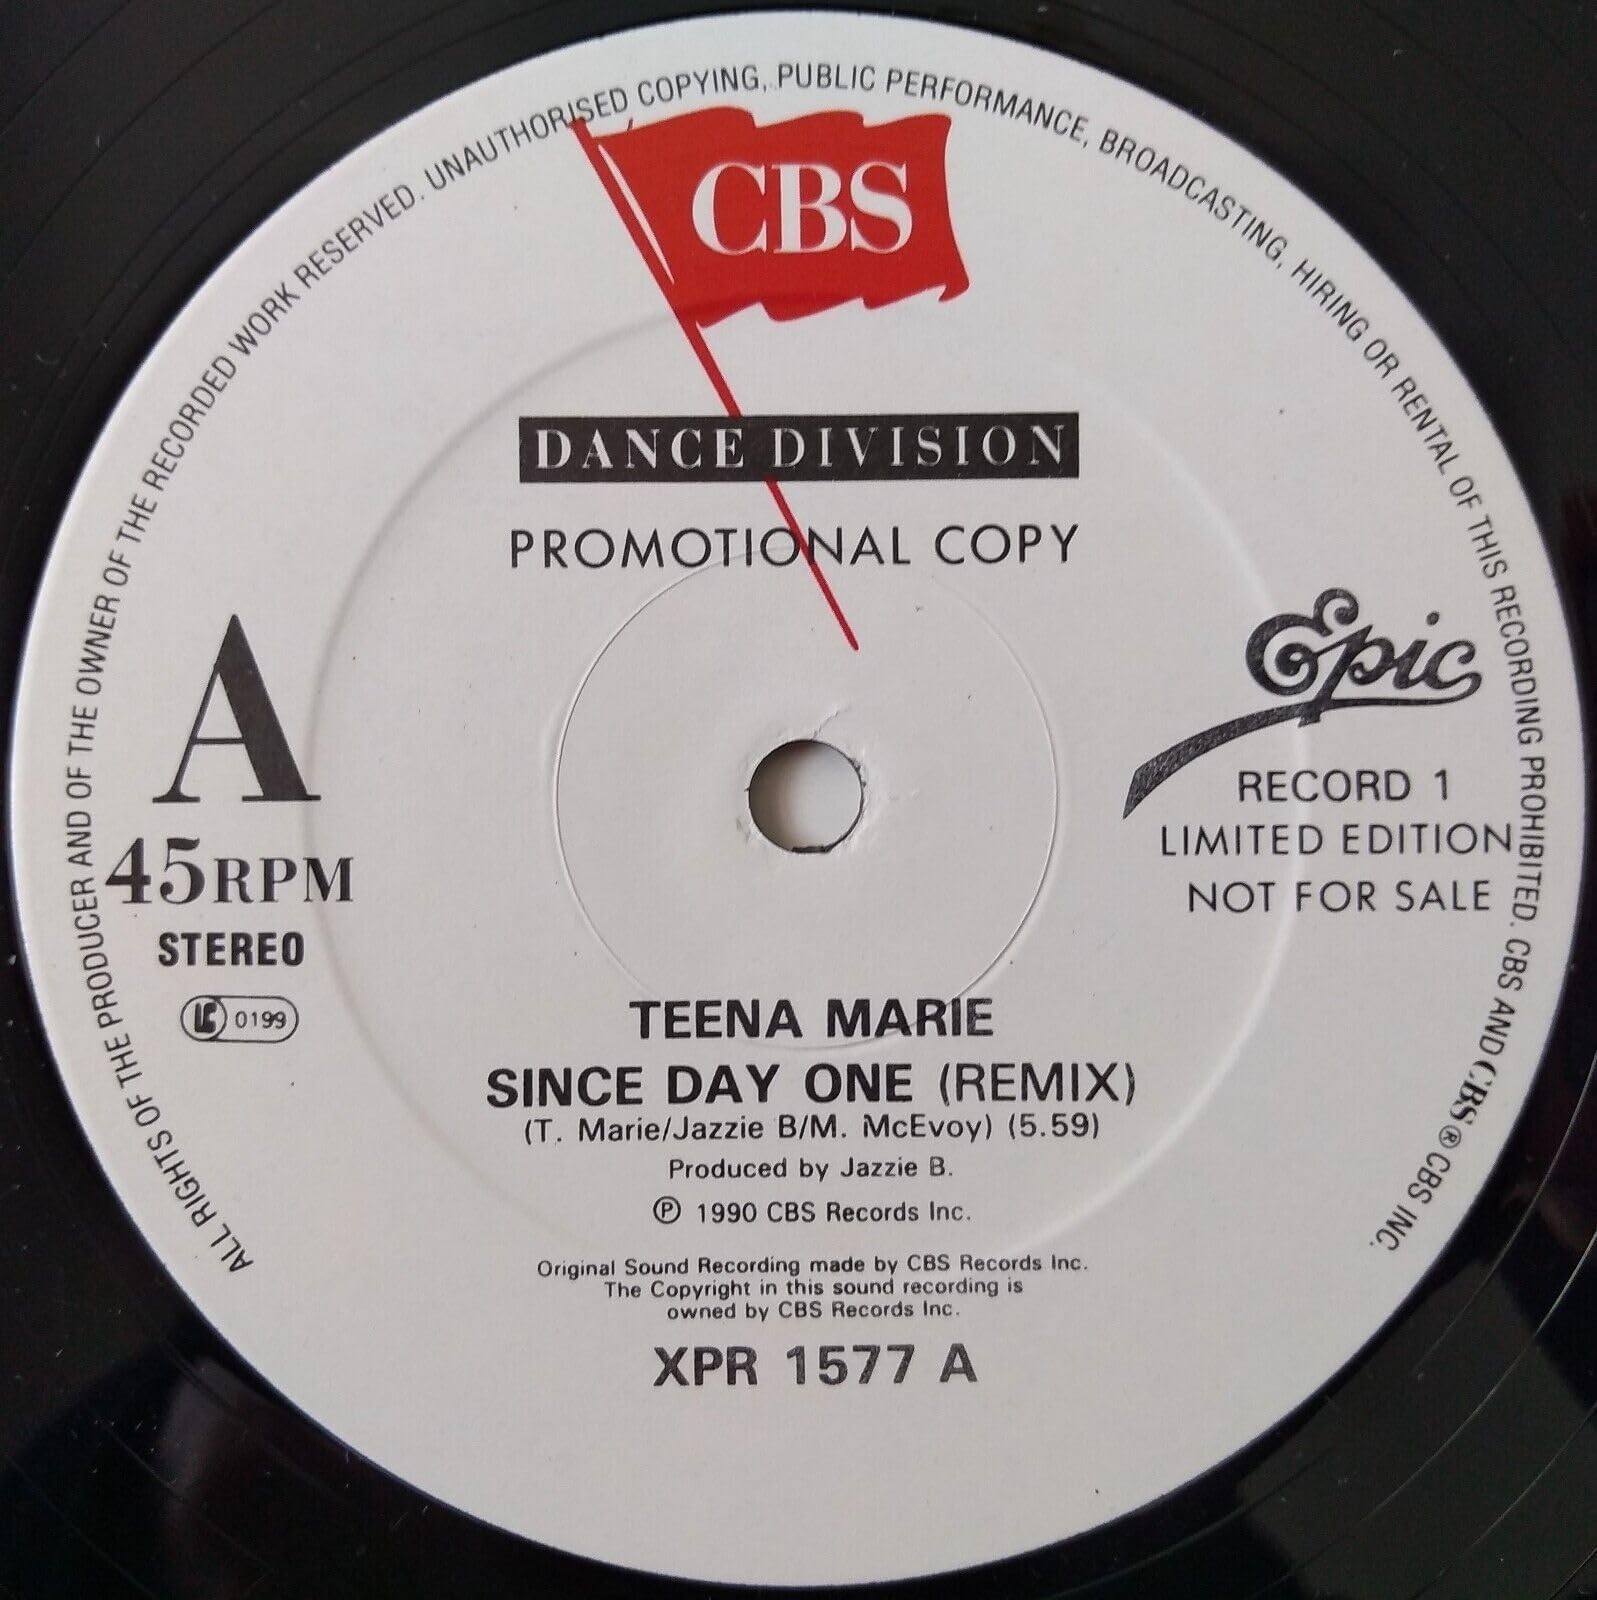 ALL RIGHTS OF THE PRODUCER AND OF THE OWNER OF THE RECORDED WORK RESERVED. UNAUTHORISED COPYING, PUBLIC PERFORMANCE, BROADCASTING, HIRING OR RENTAL OF THIS RECORDING PROHIBITED. CBS AND CBS® CBS INC.
CBS
DANCE DIVISION
PROMOTIONAL COPY
A
45RPM
STEREO
LC 0199
Epic
RECORD 1
LIMITED EDITION
NOT FOR SALE
TEENA MARIE
SINCE DAY ONE (REMIX)
(T. Marie/Jazzie B/M. McEvoy) (5.59)
Produced by Jazzie B.
℗ 1990 CBS Records Inc.
Original Sound Recording made by CBS Records Inc.
The Copyright in this sound recording is
owned by CBS Records Inc.
XPR 1577 A